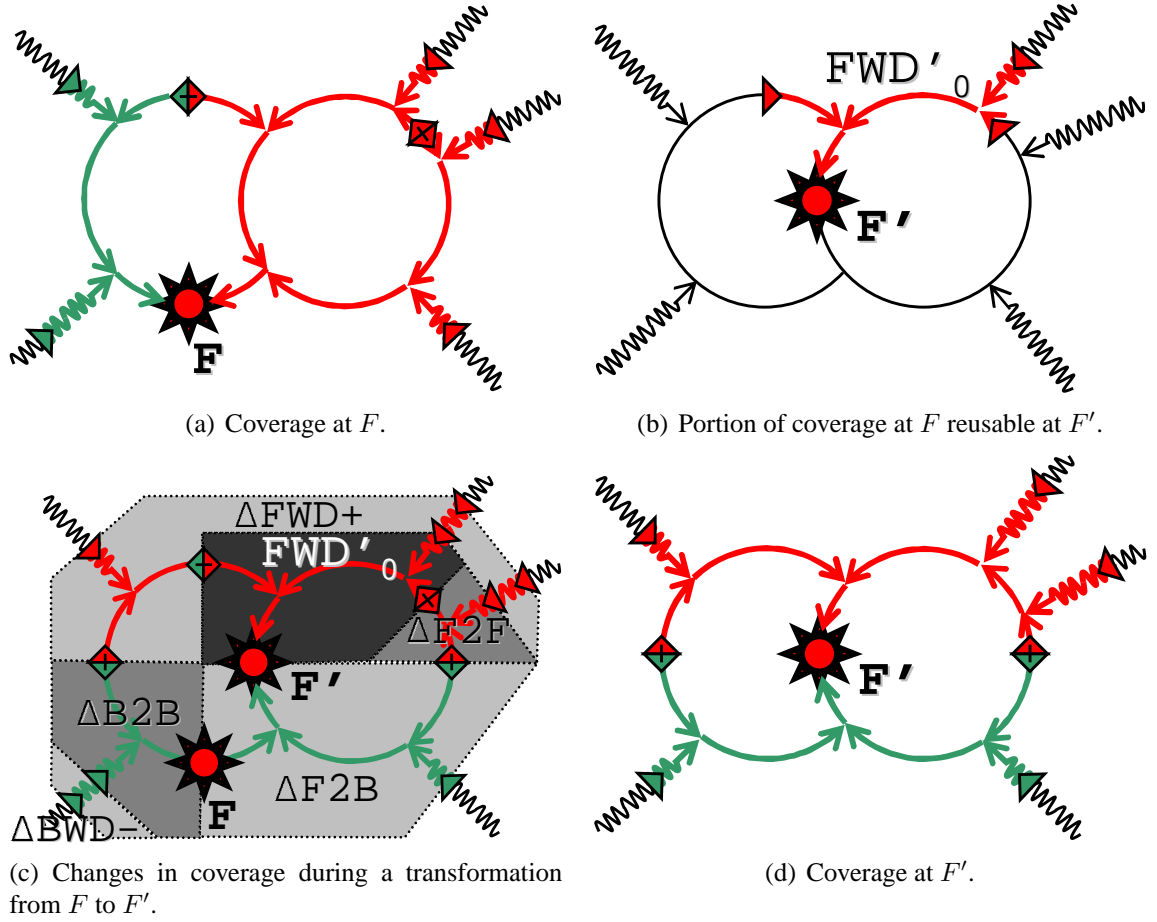 F
(a) Coverage at F.
FWD'₀
F'
(b) Portion of coverage at F reusable at F′.
ΔFWD+
FWD'₀
ΔF2F
F'
ΔB2B
F
ΔF2B
ΔBWD-
(c) Changes in coverage during a transformation
from F to F′.
F'
(d) Coverage at F′.